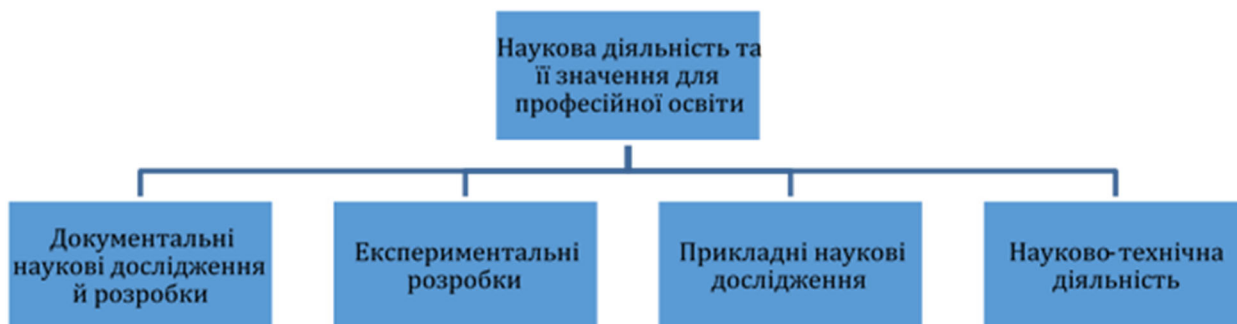 Наукова діяльність та
її значення для
професійної освіти
Документальні
наукові дослідження
й розробки
Експериментальні
розробки
Прикладні наукові
дослідження
Науково-технічна
діяльність